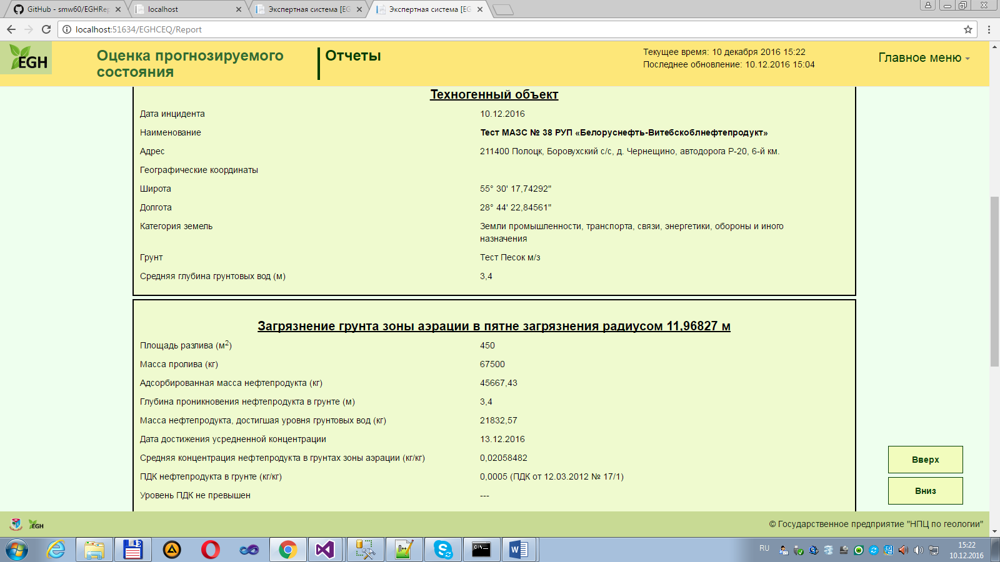 GitHub - smw60/EGHRep
localhost
Экспертная система [EG
Экспертная система [EG
localhost:51634/EGHCEQ/Report
EGH
Оценка прогнозируемого
состояния
Отчеты
Текущее время: 10 декабря 2016 15:22
Последнее обновление: 10.12.2016 15:04
Главное меню
Техногенный объект
Дата инцидента 10.12.2016
Наименование Тест МАЗС № 38 РУП «Белоруснефть-Витебскоблнефтепродукт»
Адрес 211400 Полоцк, Боровухский с/с, д. Чернещино, автодорога Р-20, 6-й км.
Географические координаты
Широта 55° 30' 17,74292"
Долгота 28° 44' 22,84561"
Категория земель Земли промышленности, транспорта, связи, энергетики, обороны и иного
назначения
Грунт Тест Песок м/з
Средняя глубина грунтовых вод (м) 3,4
Загрязнение грунта зоны аэрации в пятне загрязнения радиусом 11,96827 м
Площадь разлива (м2) 450
Масса пролива (кг) 67500
Адсорбированная масса нефтепродукта (кг) 45667,43
Глубина проникновения нефтепродукта в грунте (м) 3,4
Масса нефтепродукта, достигшая уровня грунтовых вод (кг) 21832,57
Дата достижения усредненной концентрации 13.12.2016
Средняя концентрация нефтепродукта в грунтах зоны аэрации (кг/кг) 0,02058482
ПДК нефтепродукта в грунте (кг/кг) 0,0005 (ПДК от 12.03.2012 № 17/1)
Уровень ПДК не превышен ---
Вверх
Вниз
EGH
© Государственное предприятие "НПЦ по геологии"
RU
15:22
10.12.2016